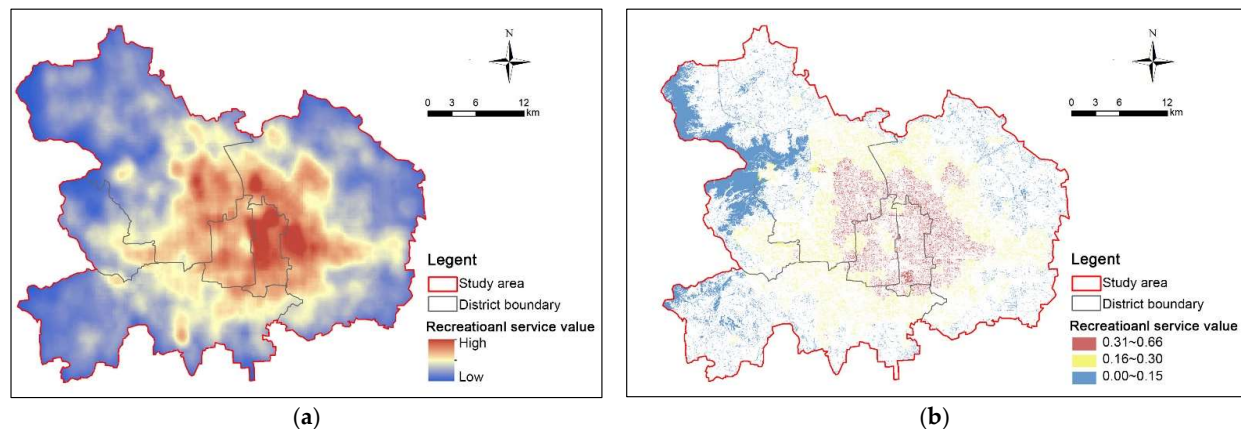 N
0 3 6 12
km
Legent
Study area
District boundary
Recreatioanl service value
High
Low
(a)
N
0 3 6 12
km
Legent
Study area
District boundary
Recreatioanl service value
0.31~0.66
0.16~0.30
0.00~0.15
(b)